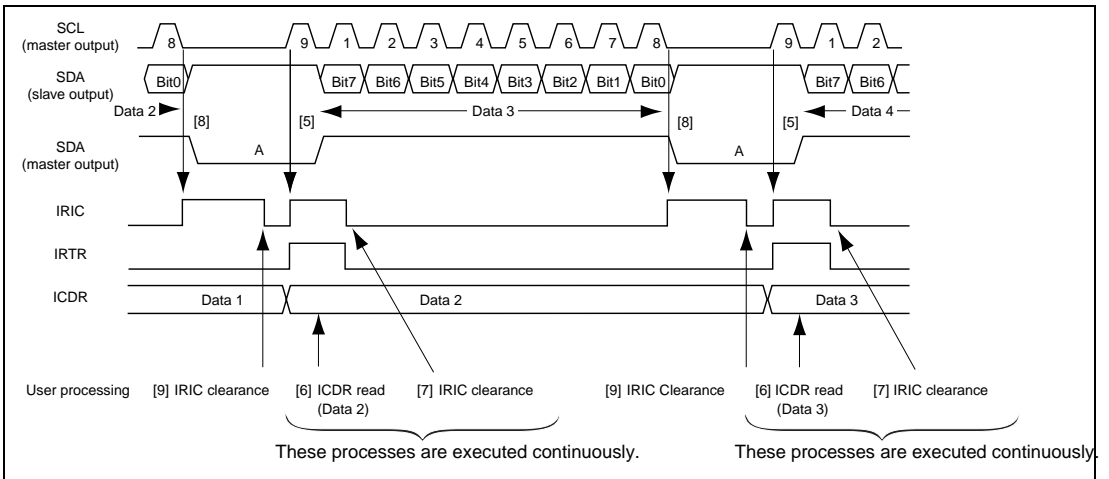 SCL
(master output)
8 9 1 2 3 4 5 6 7 8 9 1 2
SDA
(slave output)
Bit0 Bit7 Bit6 Bit5 Bit4 Bit3 Bit2 Bit1 Bit0 Bit7 Bit6
Data 2 [8] [5] Data 3 [8] [5] Data 4
SDA
(master output)
A A
IRIC
IRTR
ICDR Data 1 Data 2 Data 3
User processing [9] IRIC clearance [6] ICDR read [7] IRIC clearance [9] IRIC Clearance [6] ICDR read [7] IRIC clearance
(Data 2) (Data 3)
These processes are executed continuously. These processes are executed continuously.